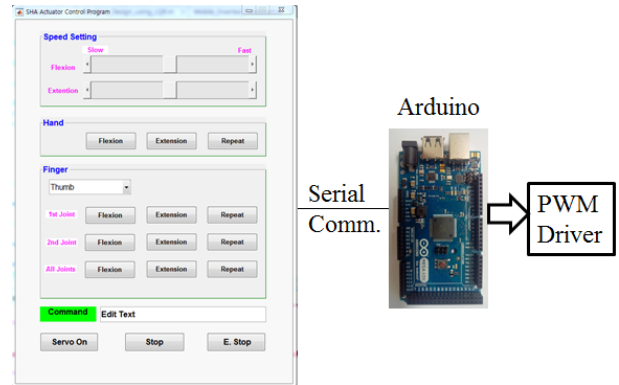 SHA Actuator Control Program
Speed Setting
Slow Fast
Flexion
Extention
Hand
Flexion Extension Repeat
Finger
Thumb
1st Joint Flexion Extension Repeat
2nd Joint Flexion Extension Repeat
All Joints Flexion Extension Repeat
Command Edit Text
Servo On Stop E. Stop
Serial
Comm.
Arduino
ARDUINO
MEGA
PWM
Driver